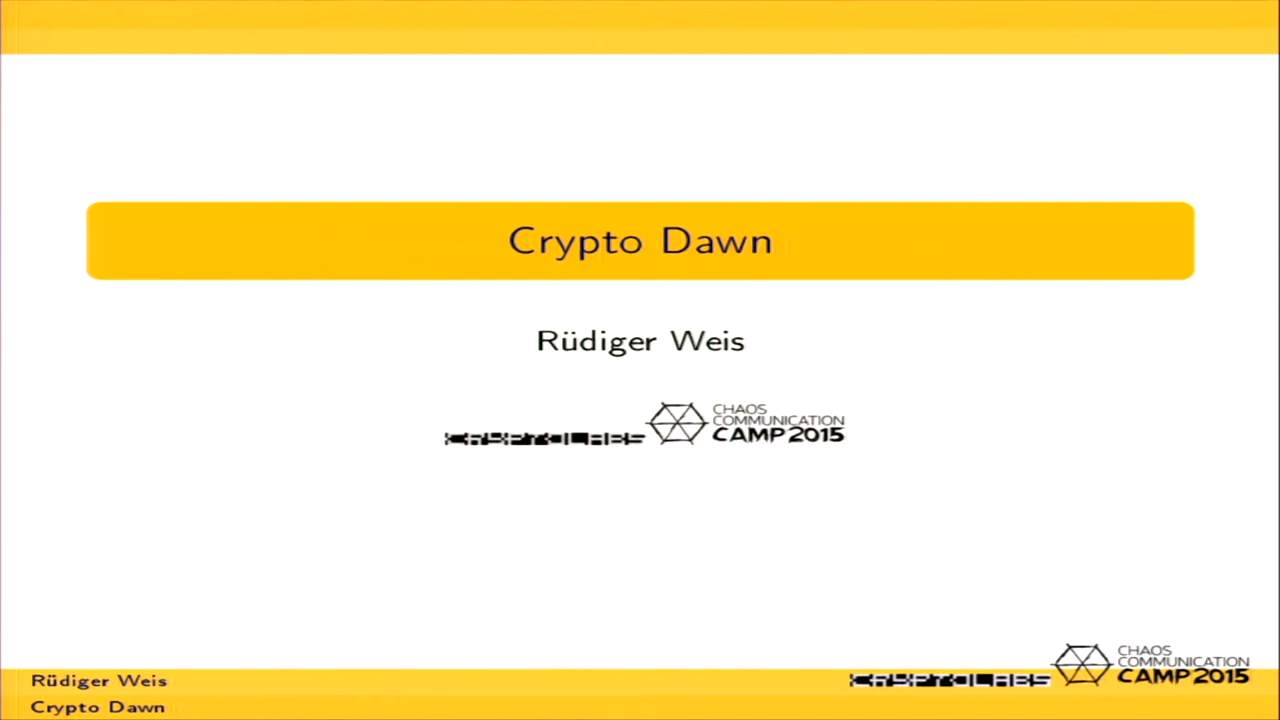 Crypto Dawn
Rüdiger Weis
CRYPTOLABS
CHAOS
COMMUNICATION
CAMP 2015
Rüdiger Weis
Crypto Dawn
CRYPTOLABS
CHAOS
COMMUNICATION
CAMP 2015